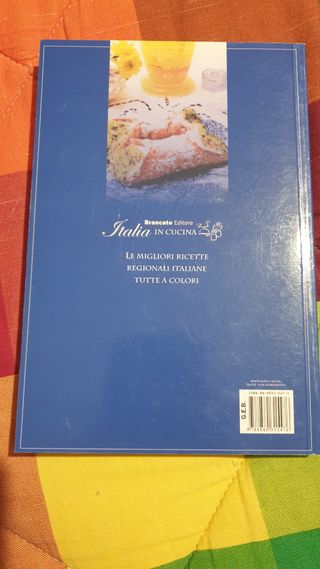 Brancato Editore
Italia IN CUCINA
LE MIGLIORI RICETTE
REGIONALI ITALIANE
TUTTE A COLORI
G.E.B.